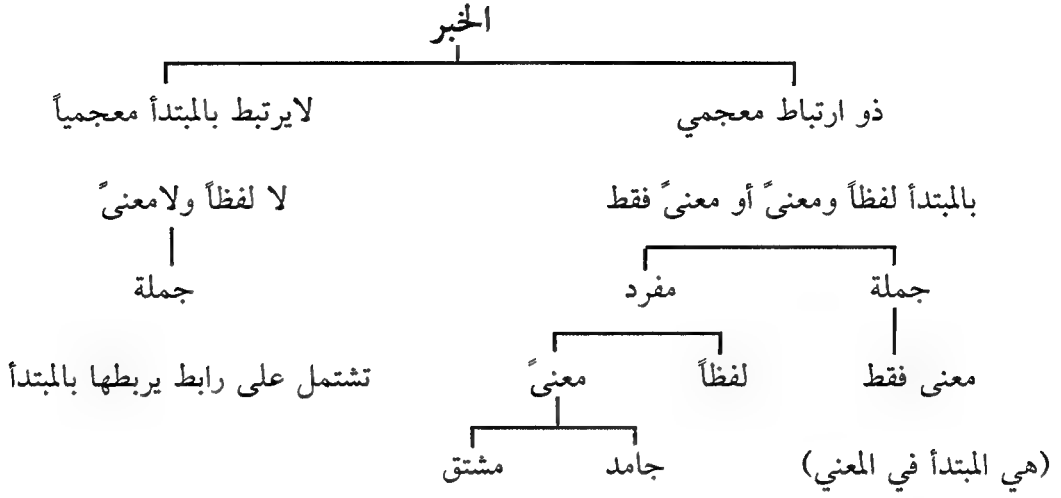 الخبر
ذو ارتباط معجمي لايرتبط بالمبتدأ معجمياً
بالمبتدأ لفظاً ومعنىً أو معنىً فقط لا لفظاً ولامعنىً
جملة مفرد جملة
معنى فقط لفظاً معنىً تشتمل على رابط يربطها بالمبتدأ
(هي المبتدأ في المعني) جامد مشتق